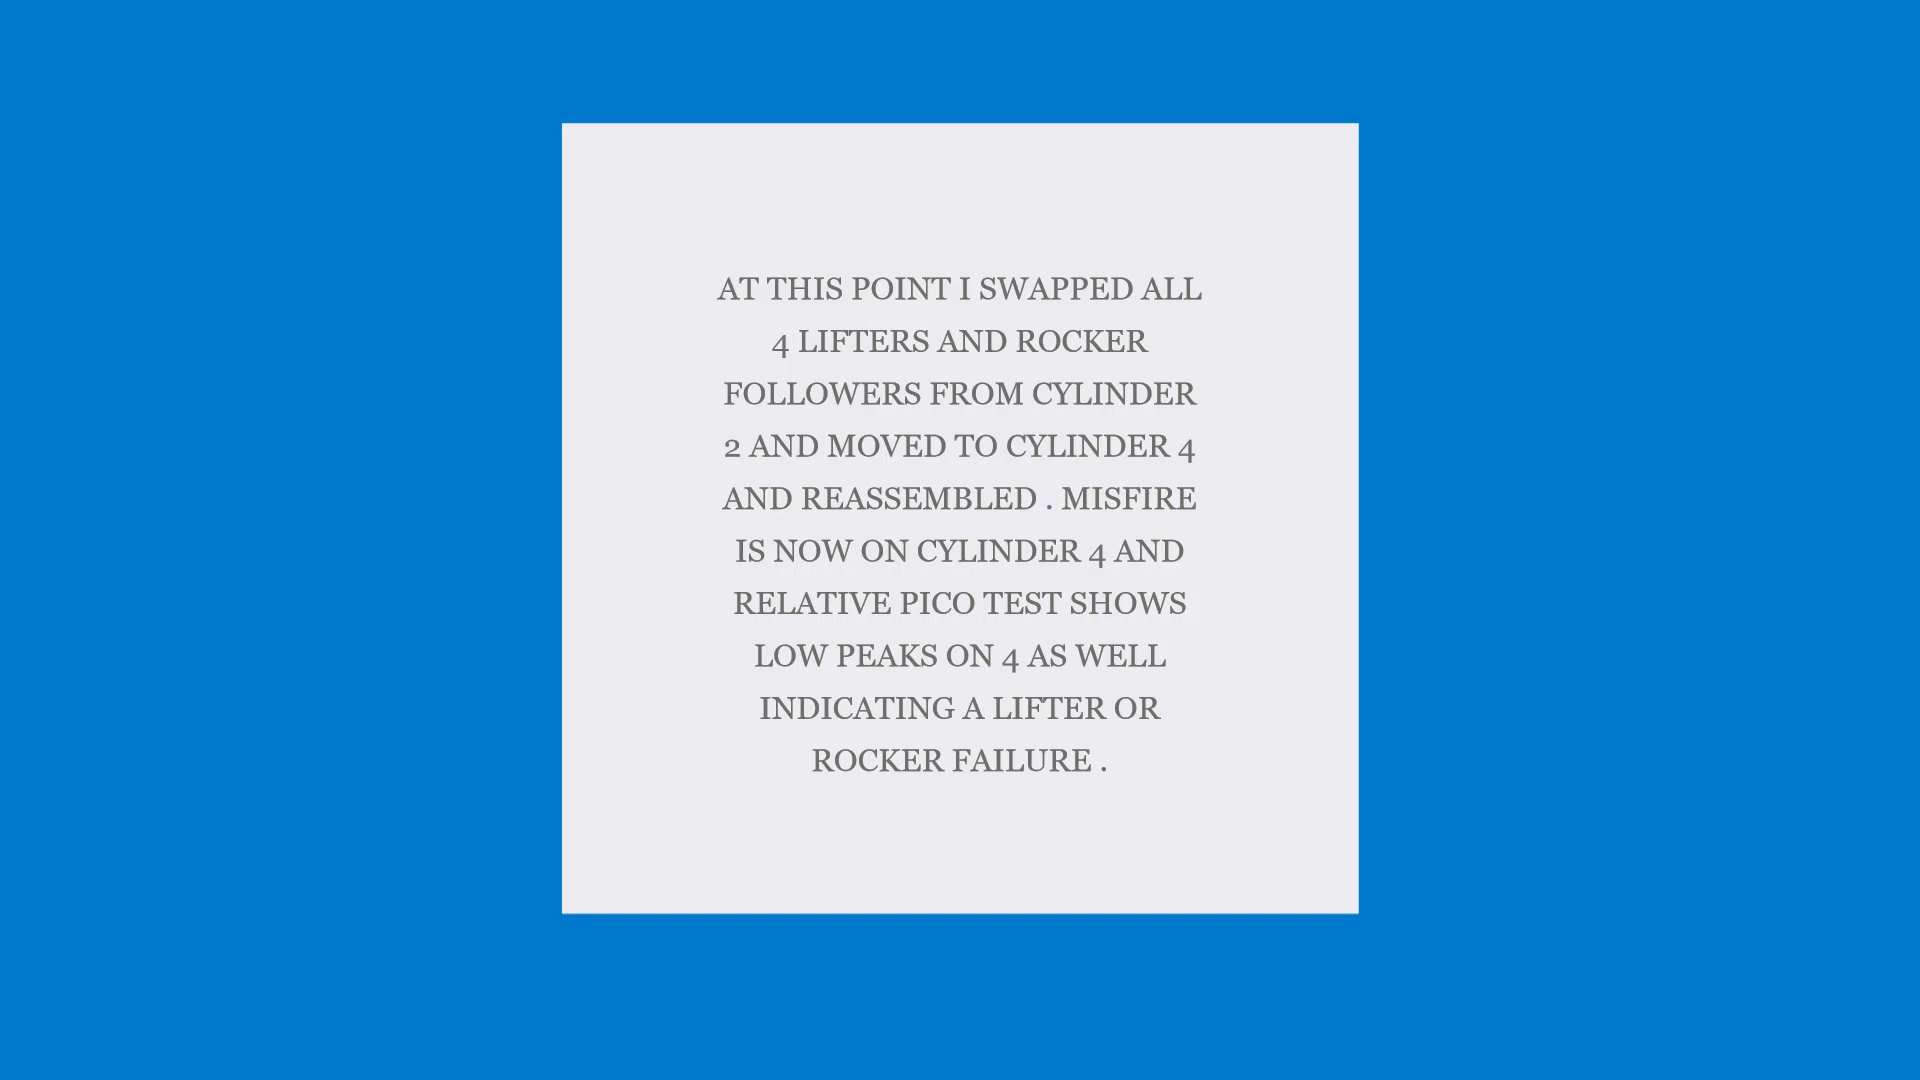 AT THIS POINT I SWAPPED ALL
4 LIFTERS AND ROCKER
FOLLOWERS FROM CYLINDER
2 AND MOVED TO CYLINDER 4
AND REASSEMBLED . MISFIRE
IS NOW ON CYLINDER 4 AND
RELATIVE PICO TEST SHOWS
LOW PEAKS ON 4 AS WELL
INDICATING A LIFTER OR
ROCKER FAILURE .